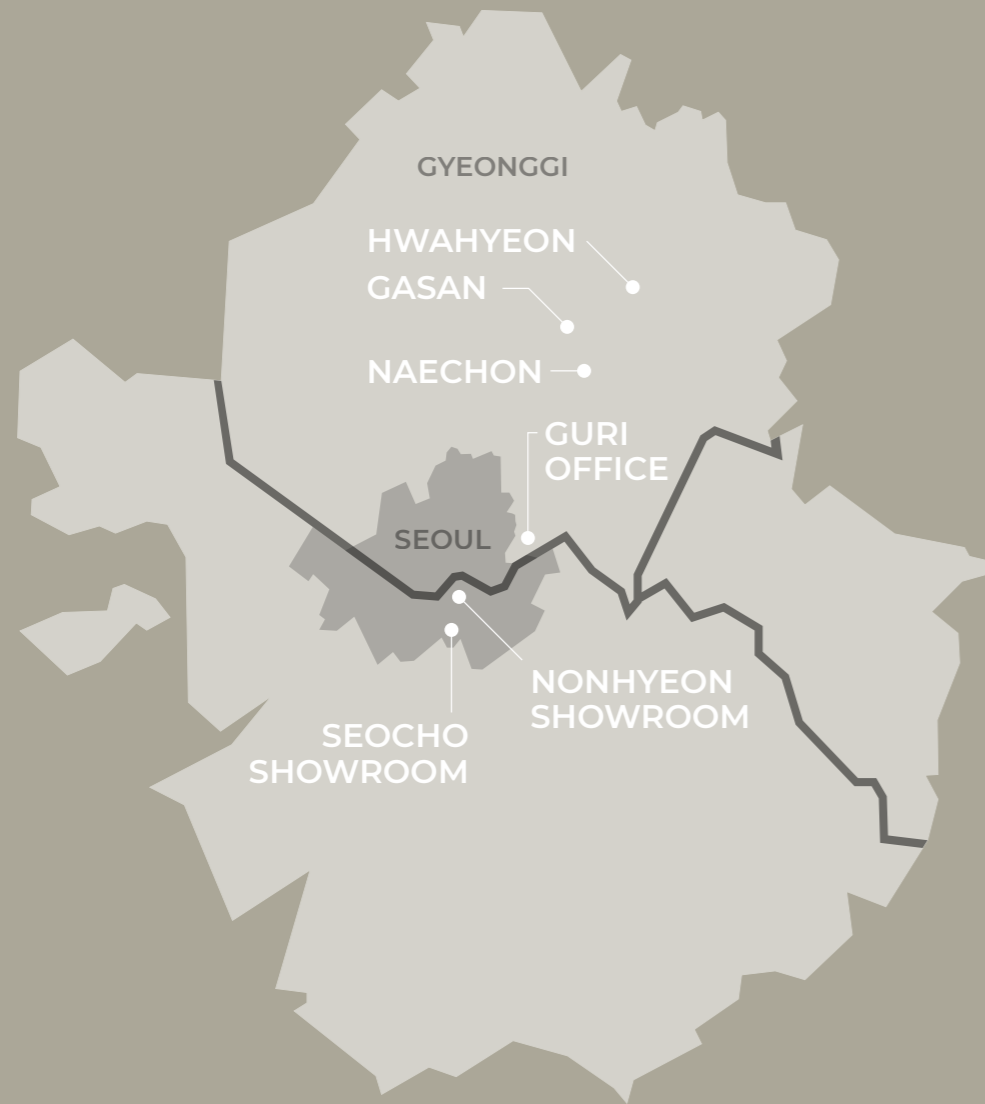 GYEONGGI
HWAHYEON
GASAN
NAECHON
GURI
OFFICE
SEOUL
NONHYEON
SHOWROOM
SEOCHO
SHOWROOM